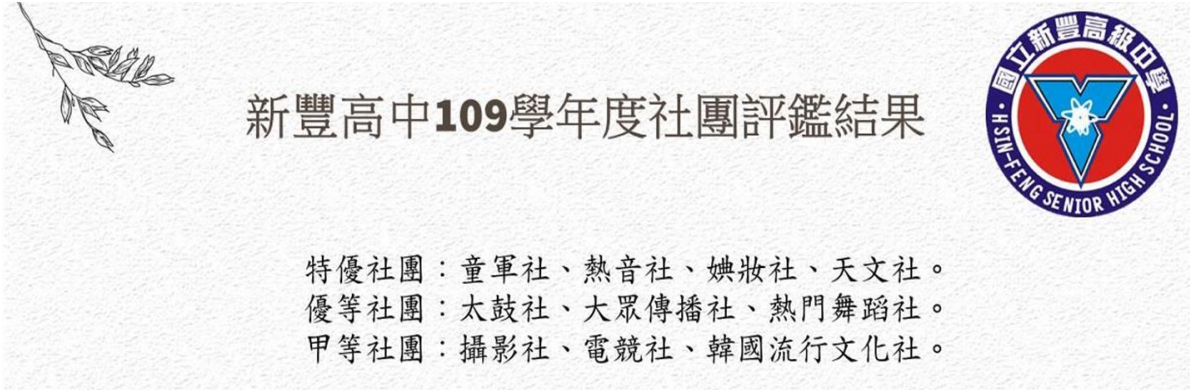 新豐高中109學年度社團評鑑結果
國立新豐高級中學
HSIN-FENG SENIOR HIGH SCHOOL
特優社團：童軍社、熱音社、婰妝社、天文社。
優等社團：太鼓社、大眾傳播社、熱門舞蹈社。
甲等社團：攝影社、電競社、韓國流行文化社。